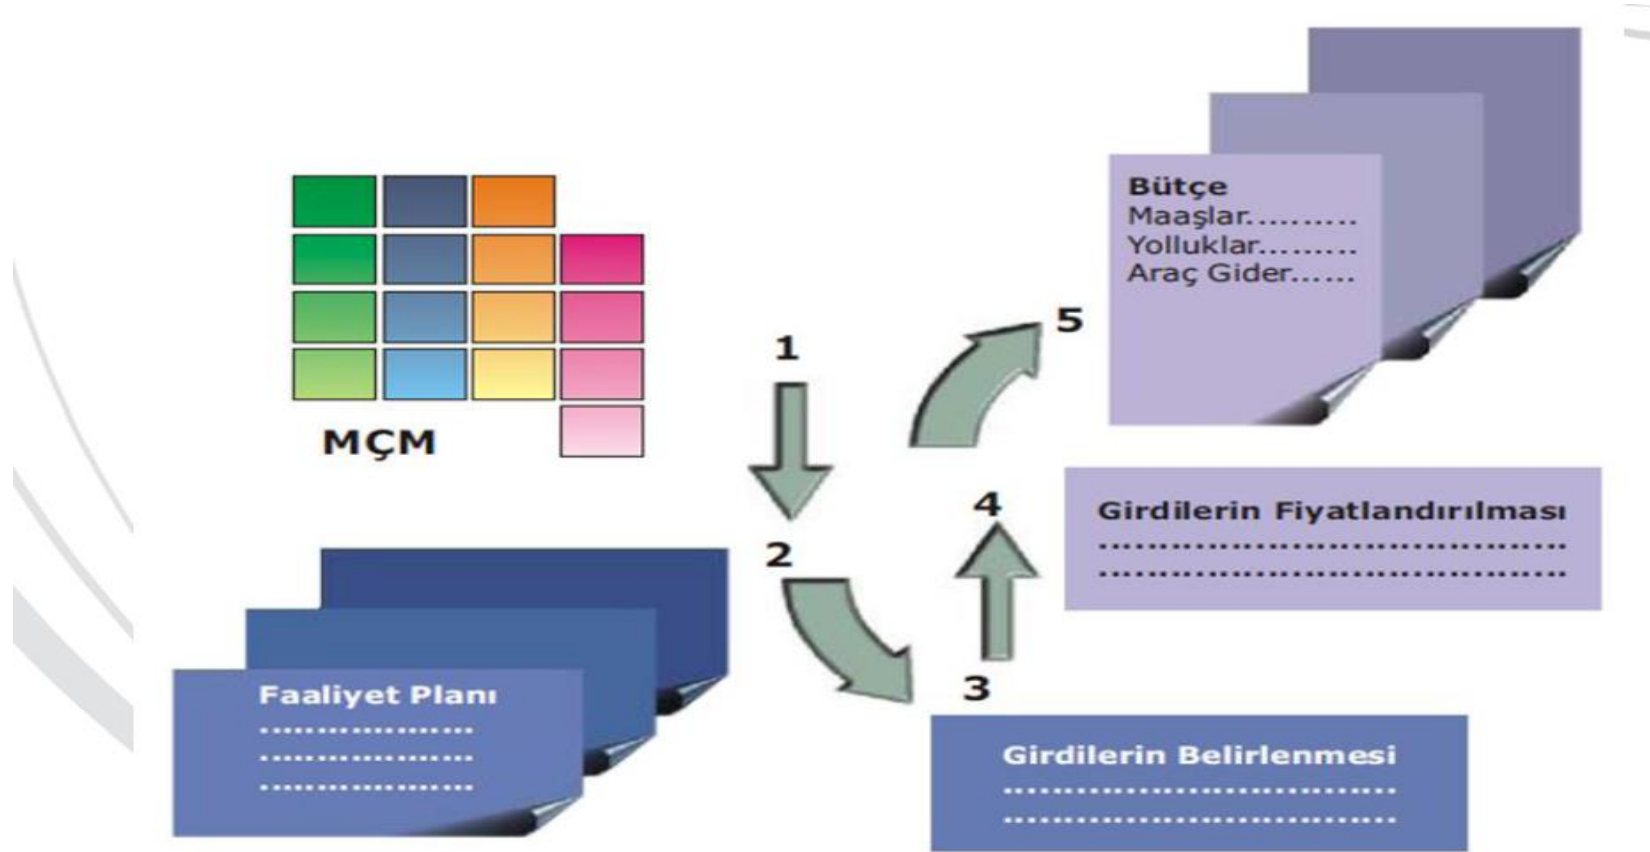 MÇM
1
2
Faaliyet Planı
..................
..................
..................
3
Girdilerin Belirlenmesi
.................................
.................................
4
Girdilerin Fiyatlandırılması
.......................................
.......................................
5
Bütçe
Maaşlar..........
Yolluklar.........
Araç Gider......